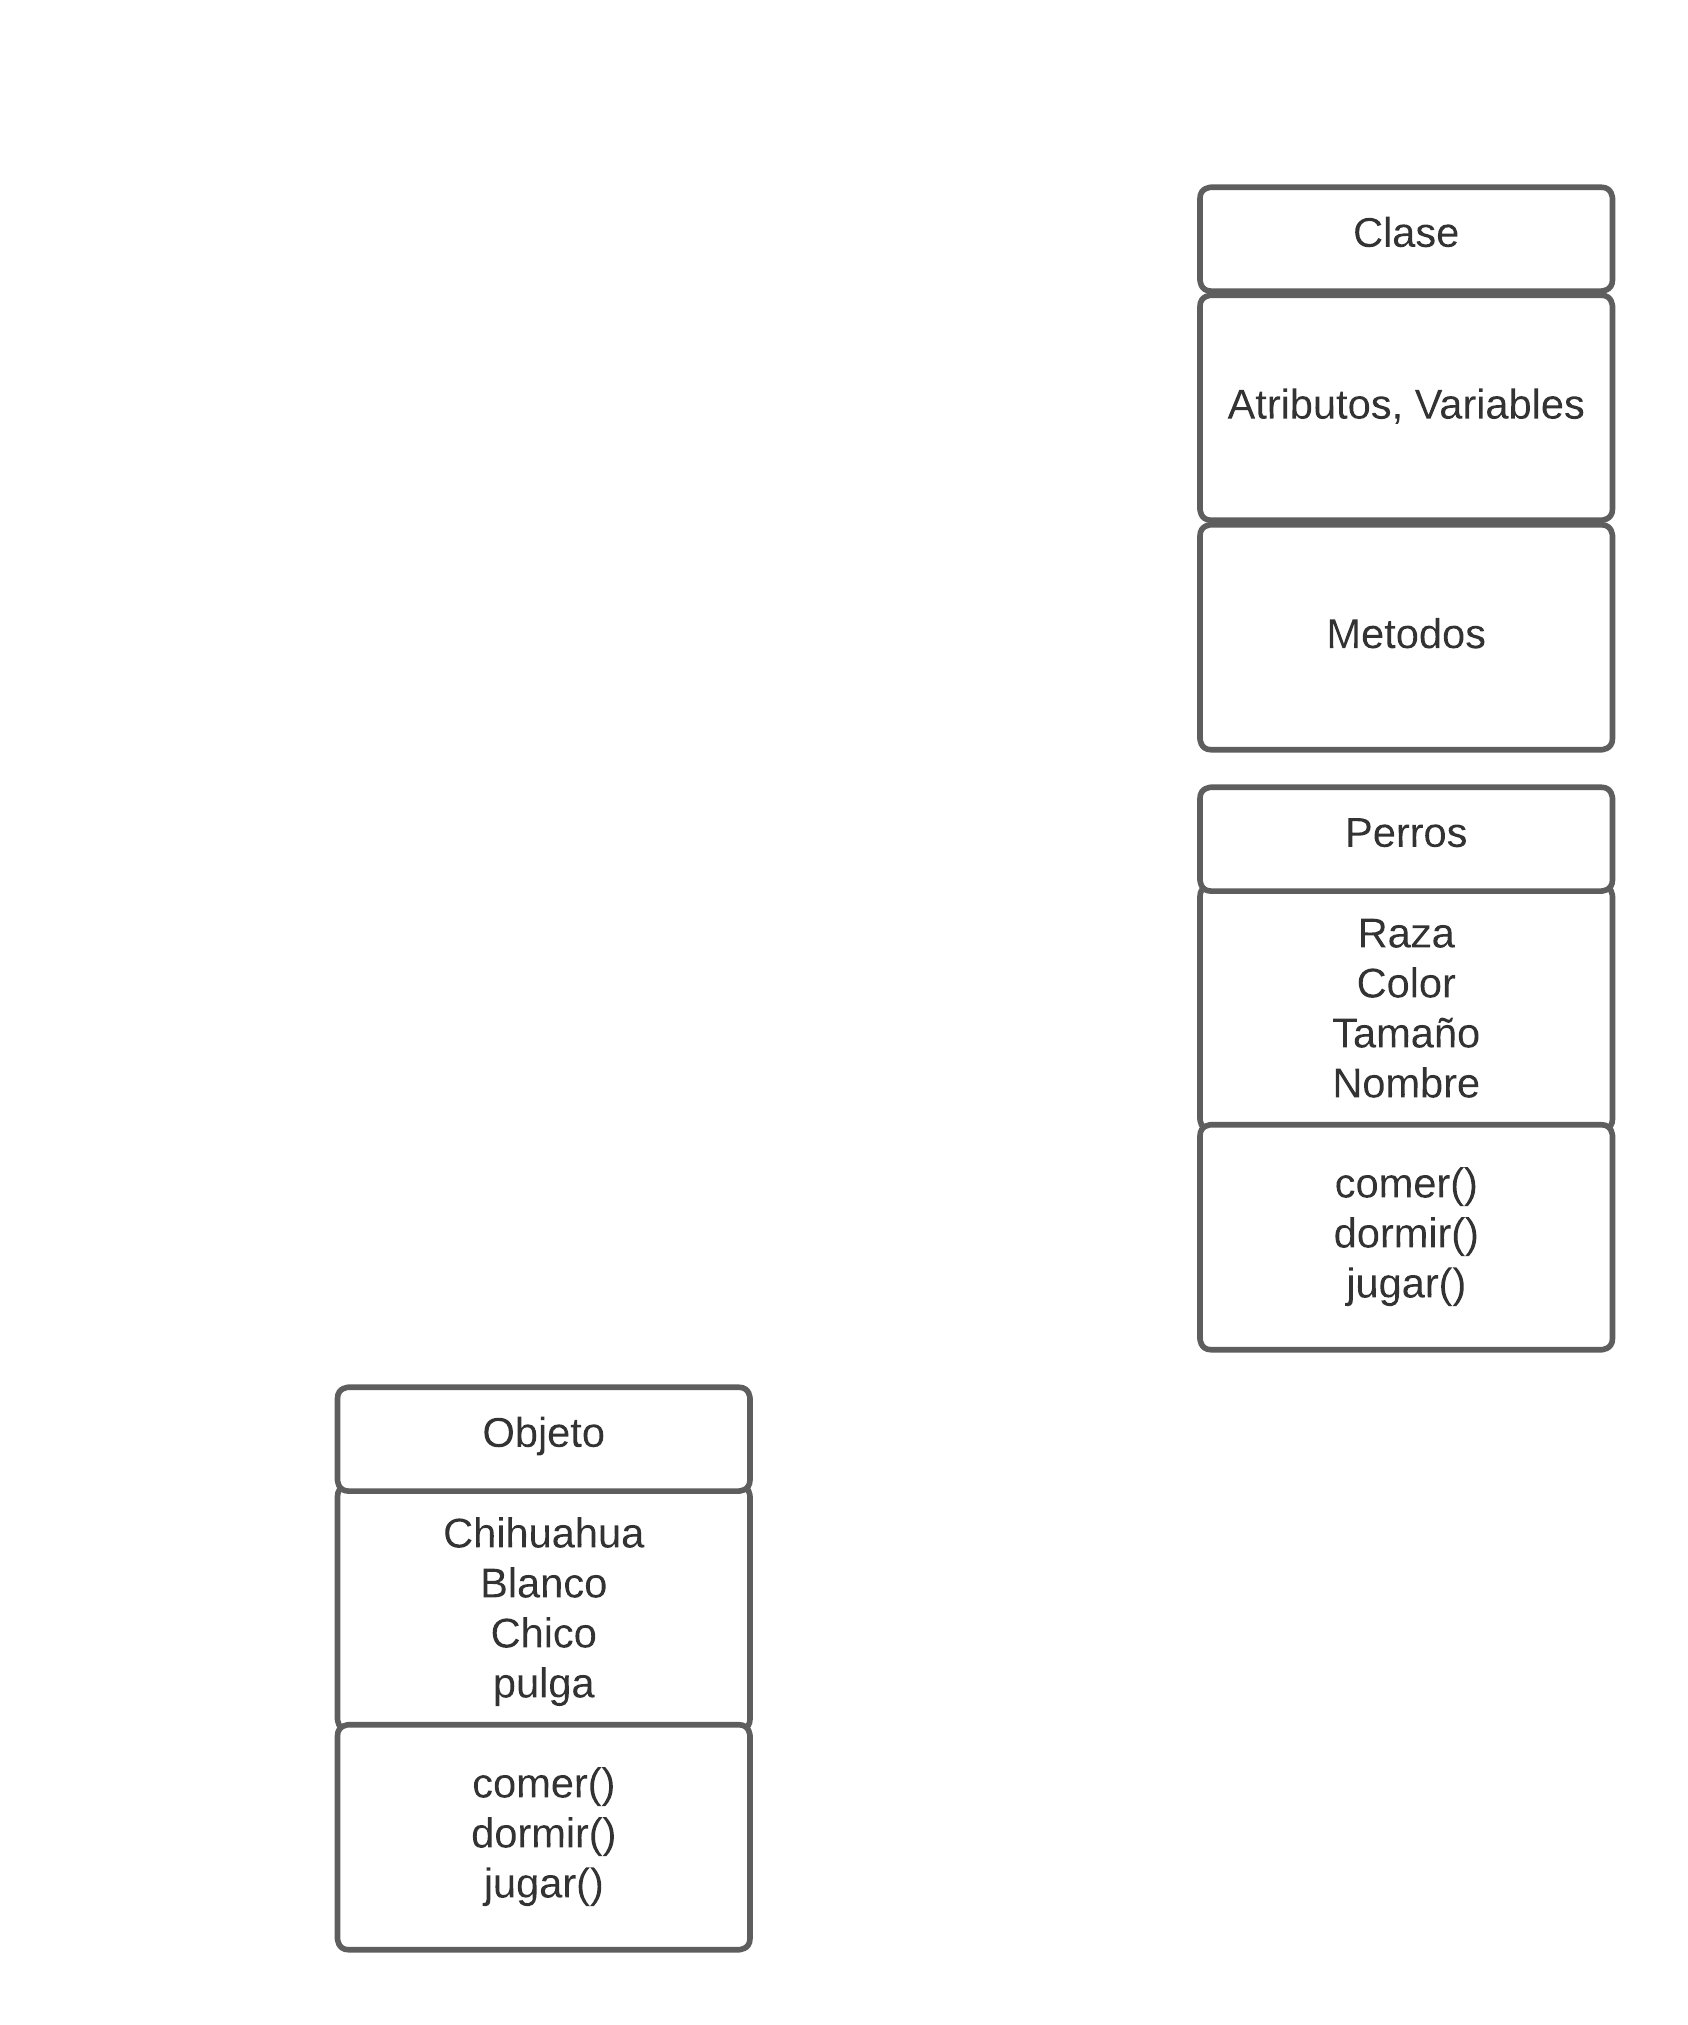 Clase
Atributos, Variables
Metodos
Perros
Raza
Color
Tamaño
Nombre
comer()
dormir()
jugar()
Objeto
Chihuahua
Blanco
Chico
pulga
comer()
dormir()
jugar()